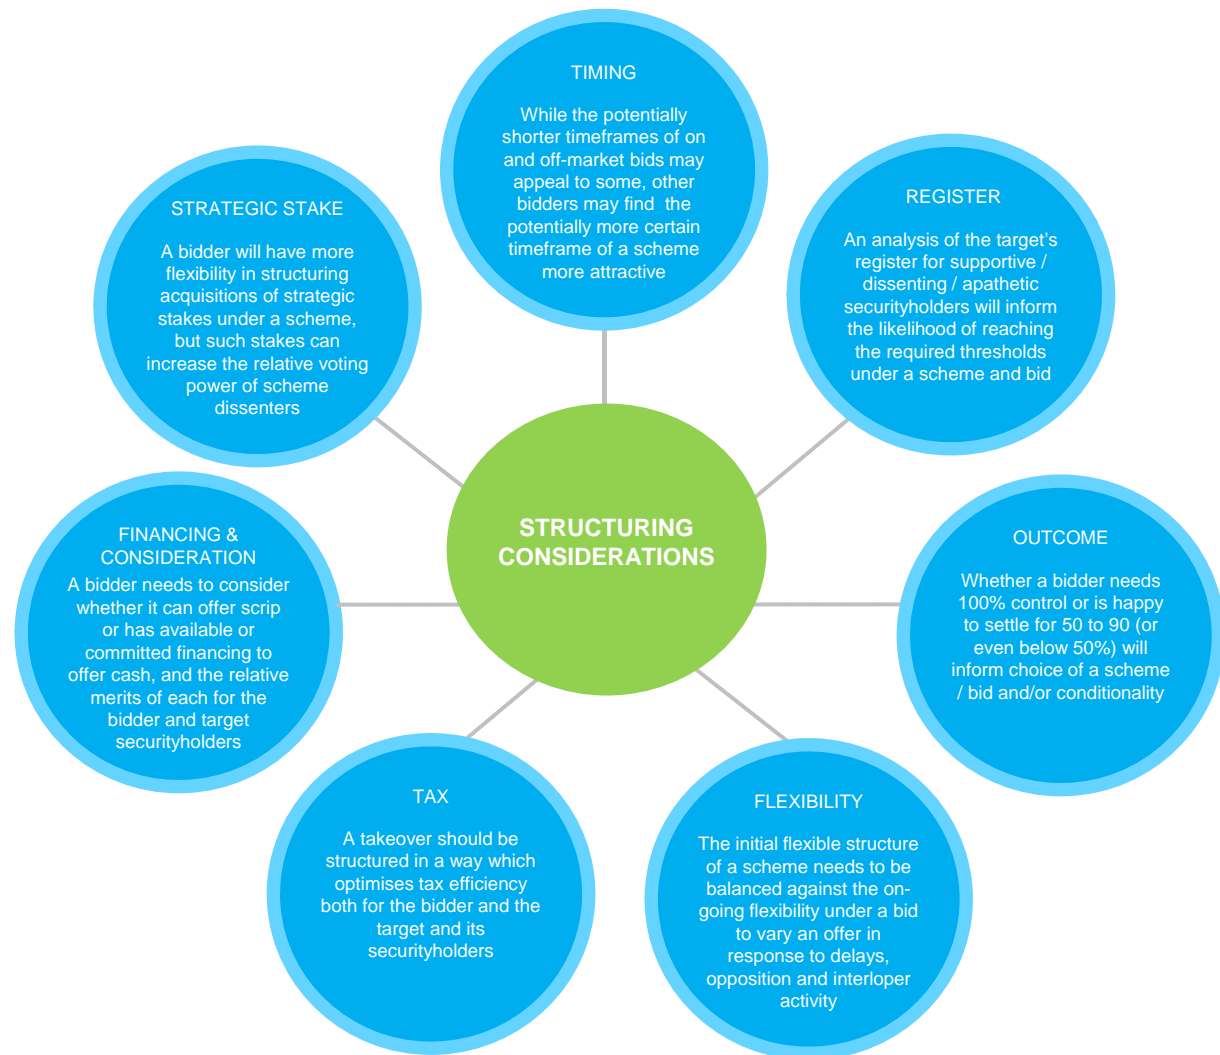 TIMING
While the potentially
shorter timeframes of on
and off-market bids may
appeal to some, other
bidders may find the
potentially more certain
timeframe of a scheme
more attractive
STRATEGIC STAKE
A bidder will have more
flexibility in structuring
acquisitions of strategic
stakes under a scheme,
but such stakes can
increase the relative voting
power of scheme
dissenters
REGISTER
An analysis of the target's
register for supportive /
dissenting / apathetic
securityholders will inform
the likelihood of reaching
the required thresholds
under a scheme and bid
STRUCTURING
CONSIDERATIONS
FINANCING &
CONSIDERATION
A bidder needs to consider
whether it can offer scrip
or has available or
committed financing to
offer cash, and the relative
merits of each for the
bidder and target
securityholders
OUTCOME
Whether a bidder needs
100% control or is happy
to settle for 50 to 90 (or
even below 50%) will
inform choice of a scheme
/ bid and/or conditionality
TAX
A takeover should be
structured in a way which
optimises tax efficiency
both for the bidder and the
target and its
securityholders
FLEXIBILITY
The initial flexible structure
of a scheme needs to be
balanced against the on-
going flexibility under a bid
to vary an offer in
response to delays,
opposition and interloper
activity